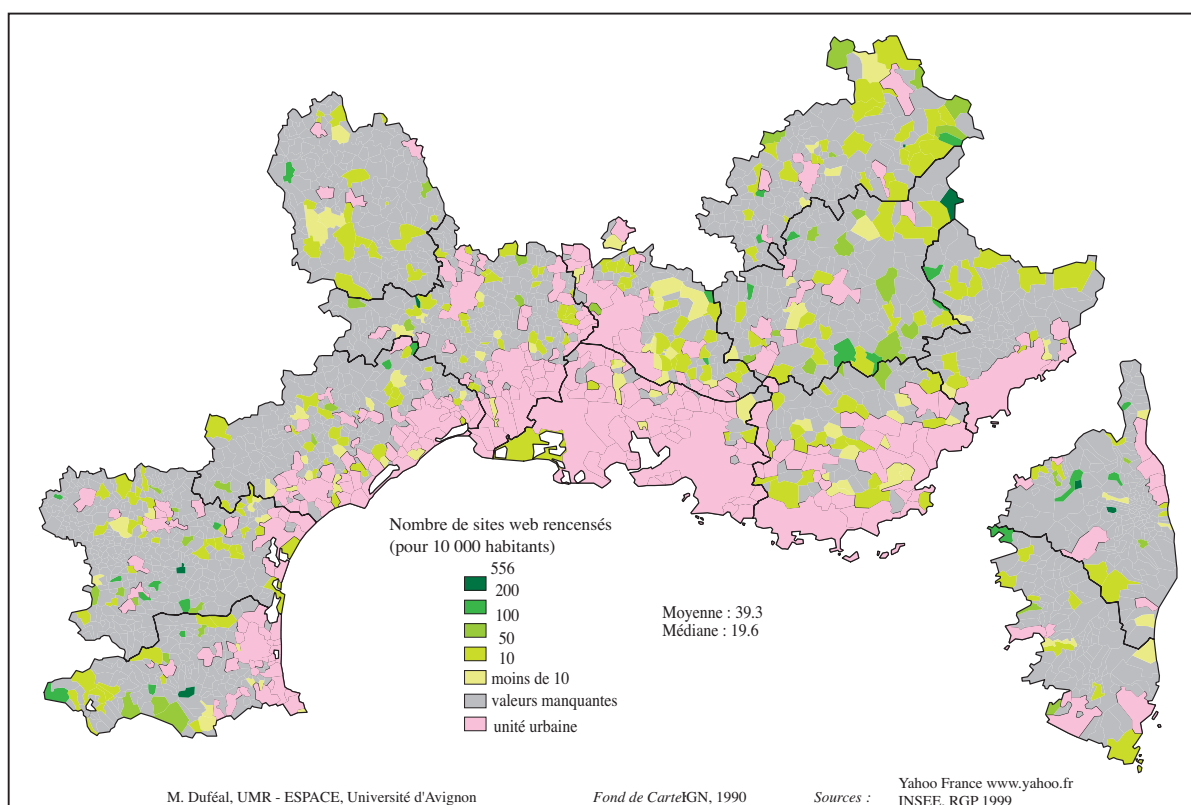 Nombre de sites web rencensés
(pour 10 000 habitants)
556
200
100
50
10
moins de 10
valeurs manquantes
unité urbaine
Moyenne : 39.3
Médiane : 19.6
M. Duféal, UMR - ESPACE, Université d'Avignon
Fond de Carte IGN, 1990
Sources :
Yahoo France www.yahoo.fr
INSEE, RGP 1999